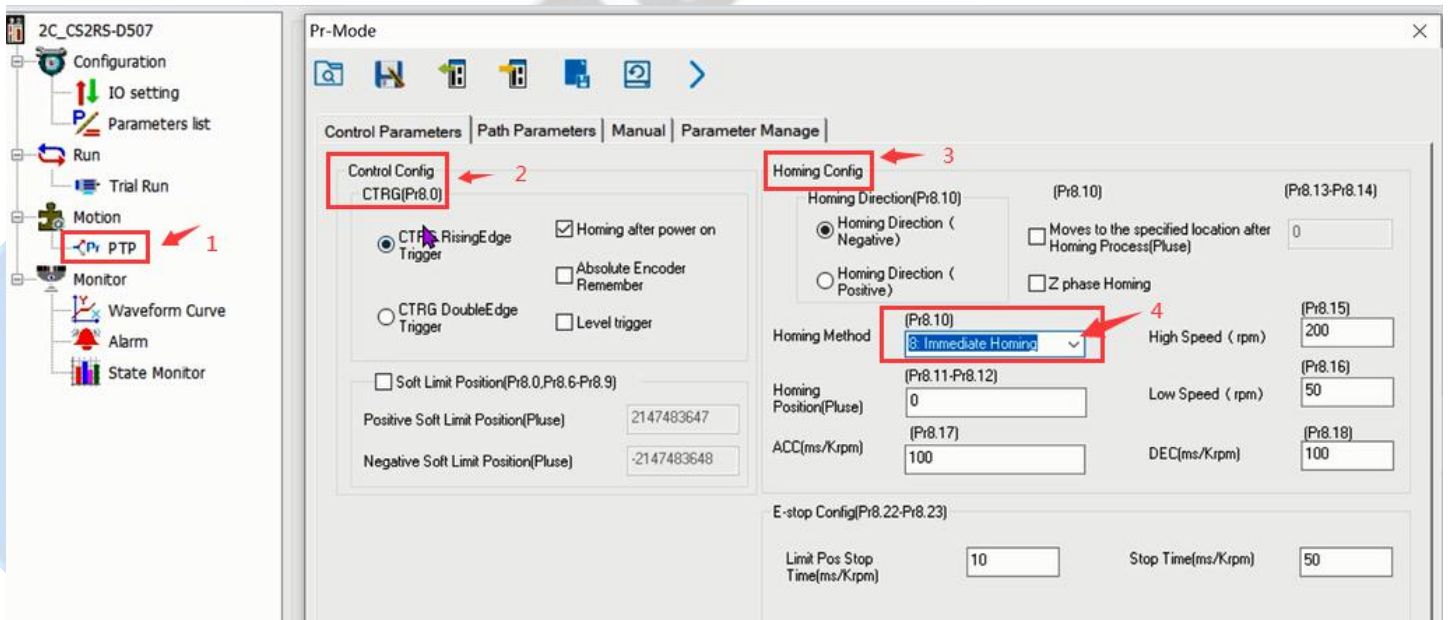 2C_CS2RS-D507
Configuration
IO setting
Parameters list
Run
Trial Run
Motion
Pr PTP
1
Monitor
Waveform Curve
Alarm
State Monitor
Pr-Mode
Control Parameters
Path Parameters
Manual
Parameter Manage
Control Config
2
CTRG(Pr8.0)
CTRG RisingEdge
Trigger
CTRG DoubleEdge
Trigger
Homing after power on
Absolute Encoder
Remember
Level trigger
Soft Limit Position(Pr8.0,Pr8.6-Pr8.9)
Positive Soft Limit Position(Pluse)
2147483647
Negative Soft Limit Position(Pluse)
-2147483648
Homing Config
3
Homing Direction(Pr8.10)
Homing Direction (
Negative)
Homing Direction (
Positive)
(Pr8.10)
(Pr8.13-Pr8.14)
Moves to the specified location after
Homing Process(Pluse)
0
Z phase Homing
Homing Method
(Pr8.10)
8: Immediate Homing
4
High Speed (rpm)
(Pr8.15)
200
Homing
Position(Pluse)
(Pr8.11-Pr8.12)
0
Low Speed (rpm)
(Pr8.16)
50
ACC(ms/Krpm)
(Pr8.17)
100
DEC(ms/Krpm)
(Pr8.18)
100
E-stop Config(Pr8.22-Pr8.23)
Limit Pos Stop
Time(ms/Krpm)
10
Stop Time(ms/Krpm)
50